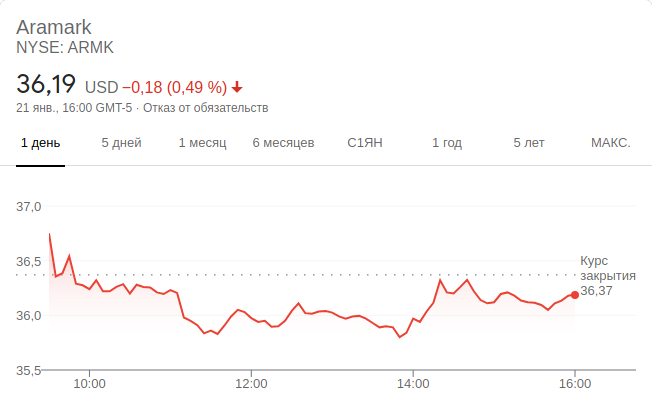 Aramark
NYSE: ARMK
36,19 USD −0,18 (0,49 %)
21 янв., 16:00 GMT-5 · Отказ от обязательств
1 день 5 дней 1 месяц 6 месяцев С1ЯН 1 год 5 лет МАКС.
37,0
36,5
36,0
35,5
Курс
закрытия
36,37
10:00 12:00 14:00 16:00